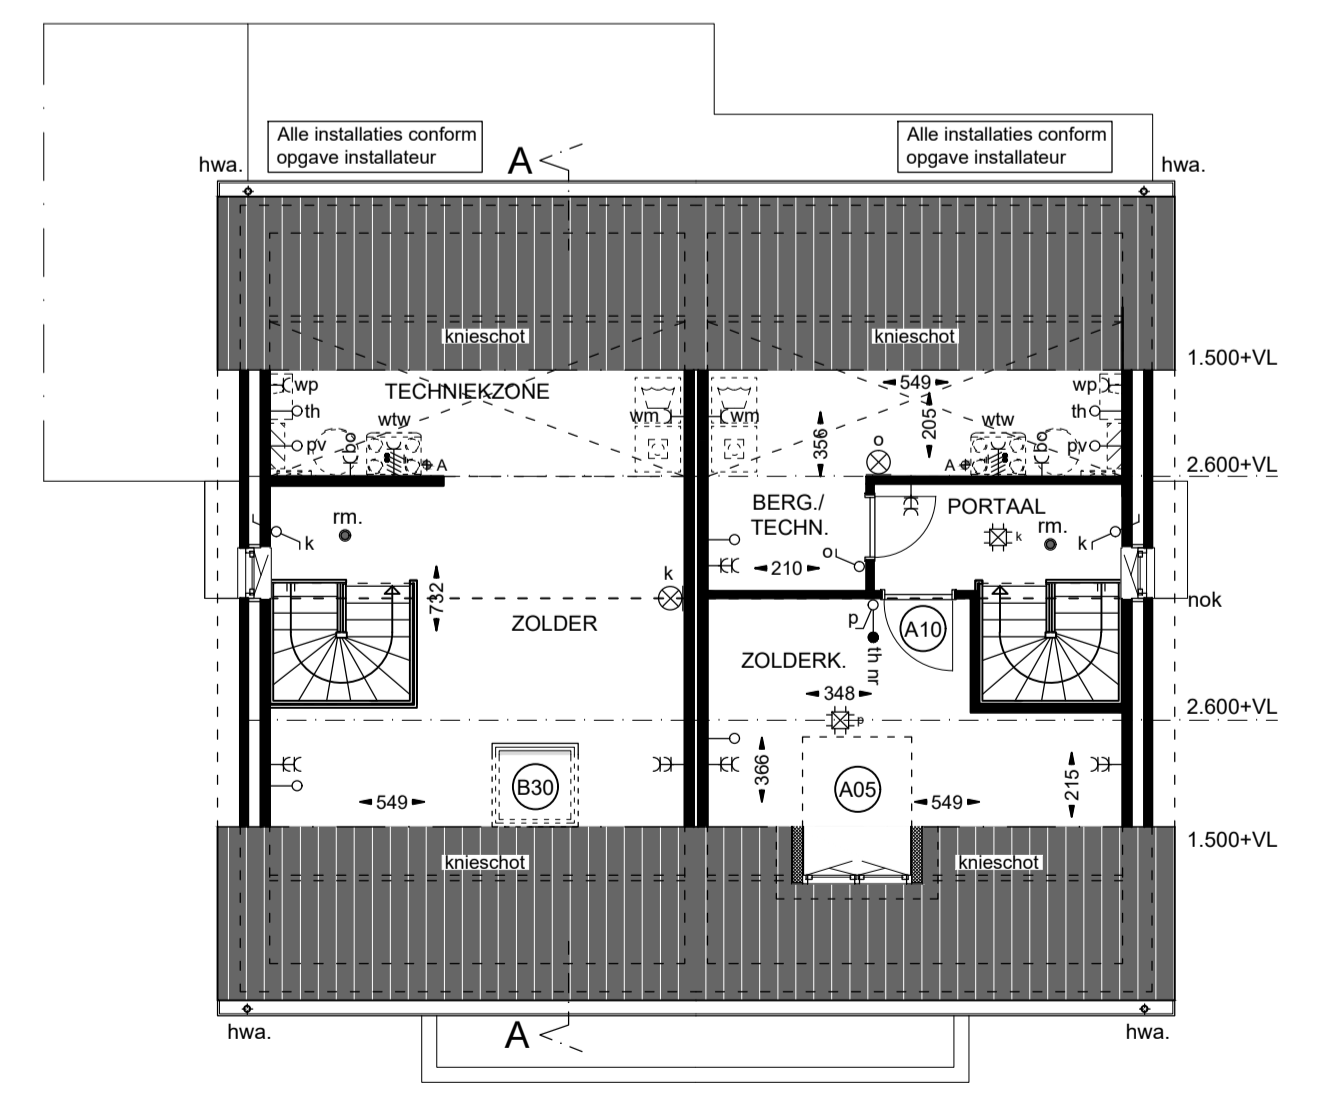 Alle installaties conform
opgave installateur
Alle installaties conform
opgave installateur
hwa.
A
hwa.
knieschot
knieschot
1.500+VL
wp
TECHNIEKZONE
549
wp
th
wm
wm
th
wtw
205
wtw
pv
bo
356
o
bo
pv
A
A
2.600+VL
BERG./
TECHN.
PORTAAL
rm.
k
rm.
k
k
o
210
k
732
nok
ZOLDER
p
A10
th nr
ZOLDERK.
348
p
2.600+VL
366
215
B30
A05
549
549
1.500+VL
knieschot
knieschot
hwa.
A
hwa.